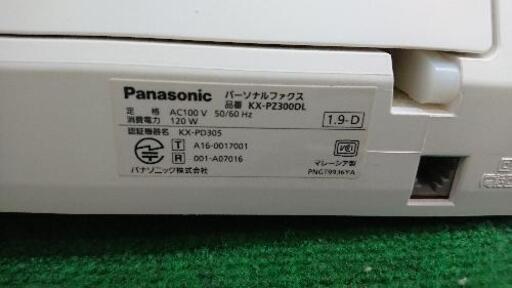 Panasonic パーソナルファクス
品番 KX-PZ300DL
定 格 AC100 V 50/60 Hz
消費電力 120 W
1.9-D
認証機器名 KX-PD305
T A16-0017001
R 001-A07016
パナソニック株式会社
マレーシア製